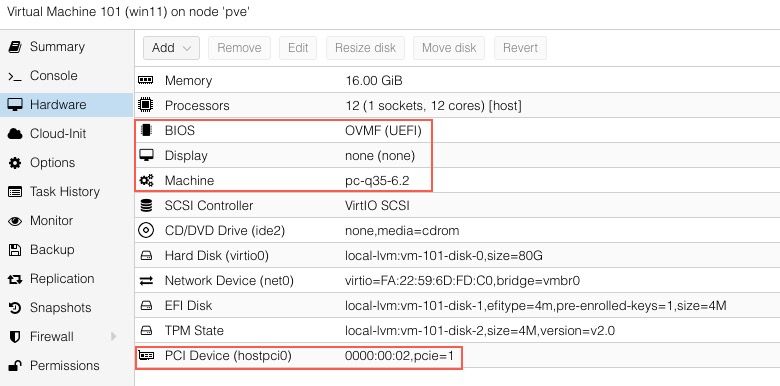 Virtual Machine 101 (win11) on node 'pve'
Summary
Console
Hardware
Cloud-Init
Options
Task History
Monitor
Backup
Replication
Snapshots
Firewall
Permissions
Add Remove Edit Resize disk Move disk Revert
Memory 16.00 GiB
Processors 12 (1 sockets, 12 cores) [host]
BIOS OVMF (UEFI)
Display none (none)
Machine pc-q35-6.2
SCSI Controller VirtIO SCSI
CD/DVD Drive (ide2) none,media=cdrom
Hard Disk (virtio0) local-lvm:vm-101-disk-0,size=80G
Network Device (net0) virtio=FA:22:59:6D:FD:C0,bridge=vmbr0
EFI Disk local-lvm:vm-101-disk-1,efitype=4m,pre-enrolled-keys=1,size=4M
TPM State local-lvm:vm-101-disk-2,size=4M,version=v2.0
PCI Device (hostpci0) 0000:00:02,pcie=1